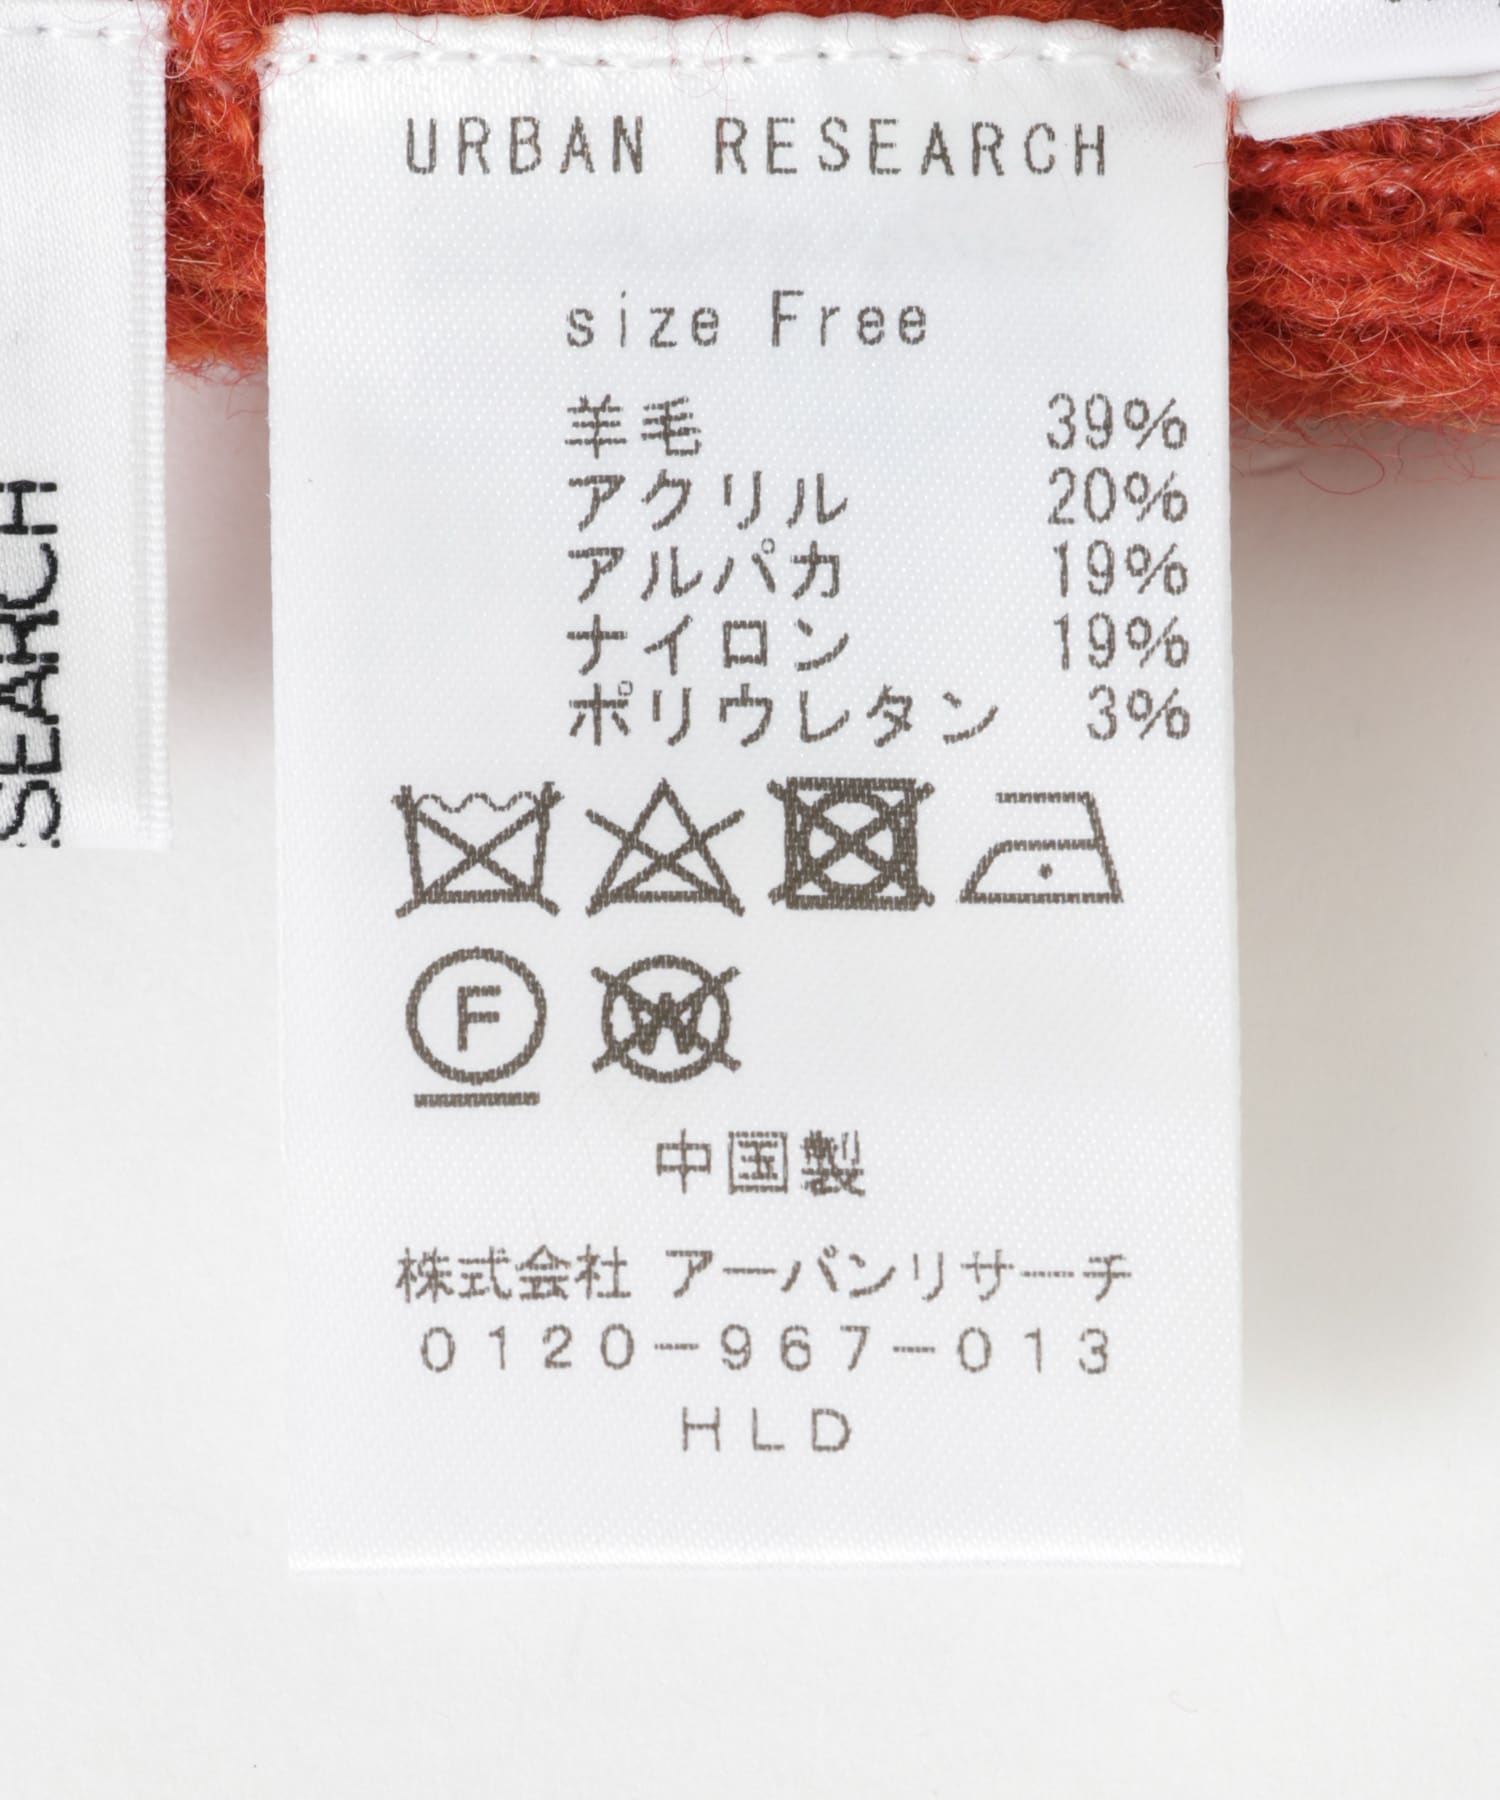 URBAN RESEARCH
size Free
羊毛 39%
アクリル 20%
アルパカ 19%
ナイロン 19%
ポリウレタン 3%
F
W
中国製
株式会社 アーバンリサーチ
0120-967-013
HLD
SEARCH